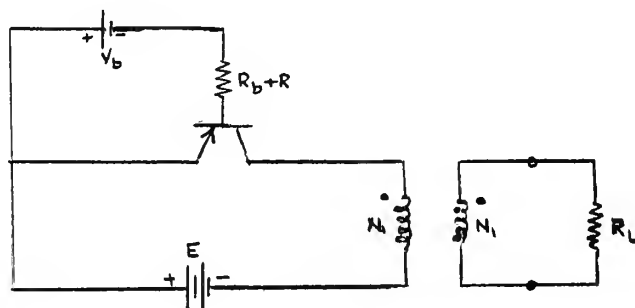 + -
V_b
R_b+R
N_1
N_1
R_L
E
+ -